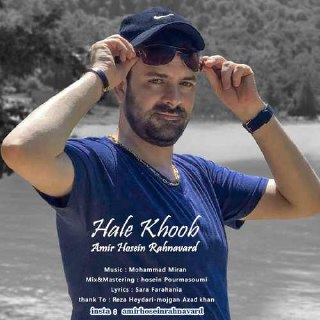 Hale Khoob
Amir Hosein Rahnavard
Music : Mohammad Miran
Mix&Mastering : hosein Pourmasoumi
Lyrics : Sara Farahania
thank To : Reza Heydari-mojgan Azad khan
insta : amirhoseinrahnavard